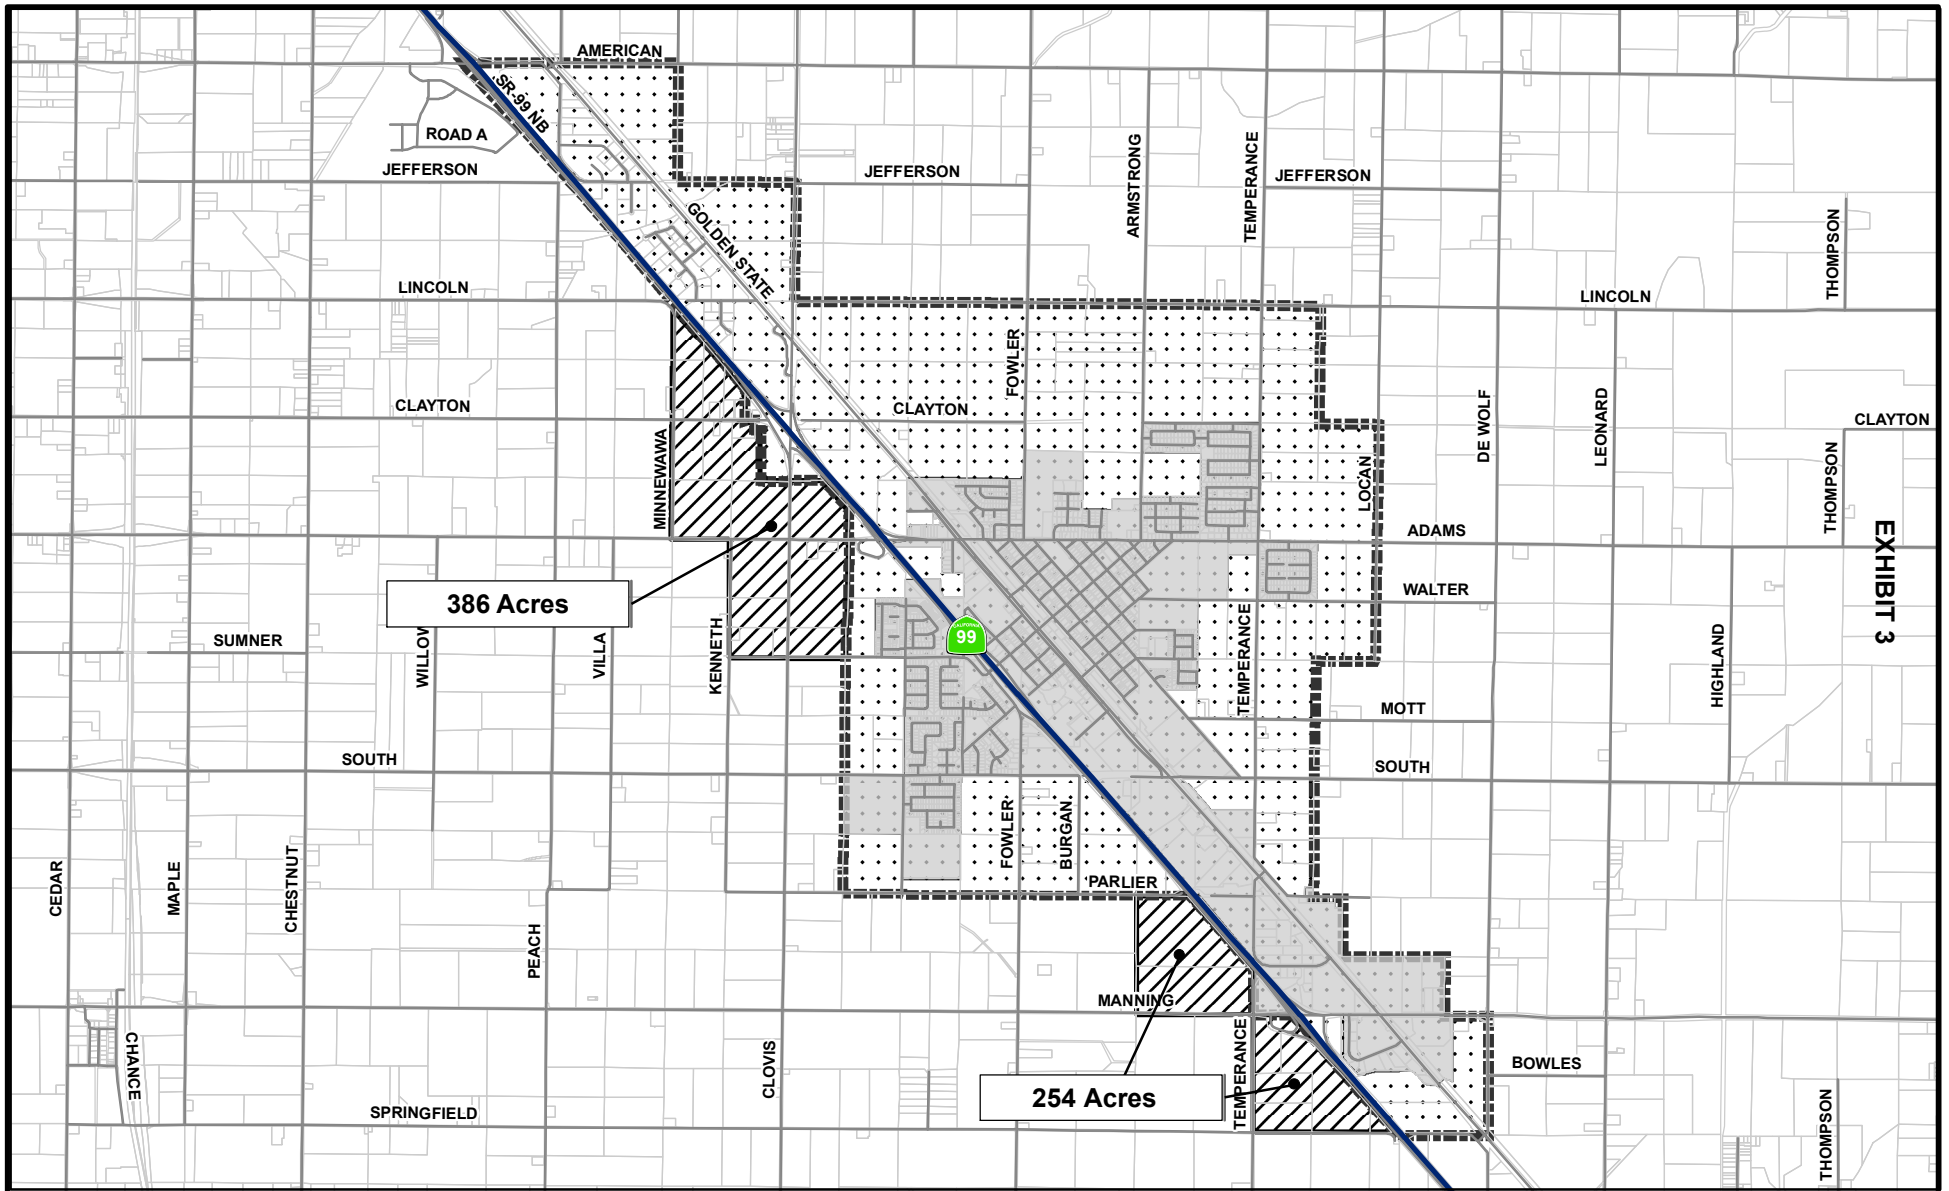 AMERICAN
SR-99 NB
ROAD A
JEFFERSON
JEFFERSON
ARMSTRONG
TEMPERANCE
JEFFERSON
THOMPSON
GOLDEN STATE
LINCOLN
LINCOLN
FOWLER
CLAYTON
CLAYTON
DE WOLF
LEONARD
CLAYTON
MINNEWAWA
LOCAN
THOMPSON
ADAMS
EXHIBIT 3
386 Acres
WALTER
CALIFORNIA
99
SUMNER
WILLOW
VILLA
KENNETH
TEMPERANCE
HIGHLAND
MOTT
SOUTH
SOUTH
CEDAR
MAPLE
CHESTNUT
FOWLER
BURGAN
PARLIER
PEACH
MANNING
CHANCE
CLOVIS
TEMPERANCE
BOWLES
254 Acres
SPRINGFIELD
THOMPSON